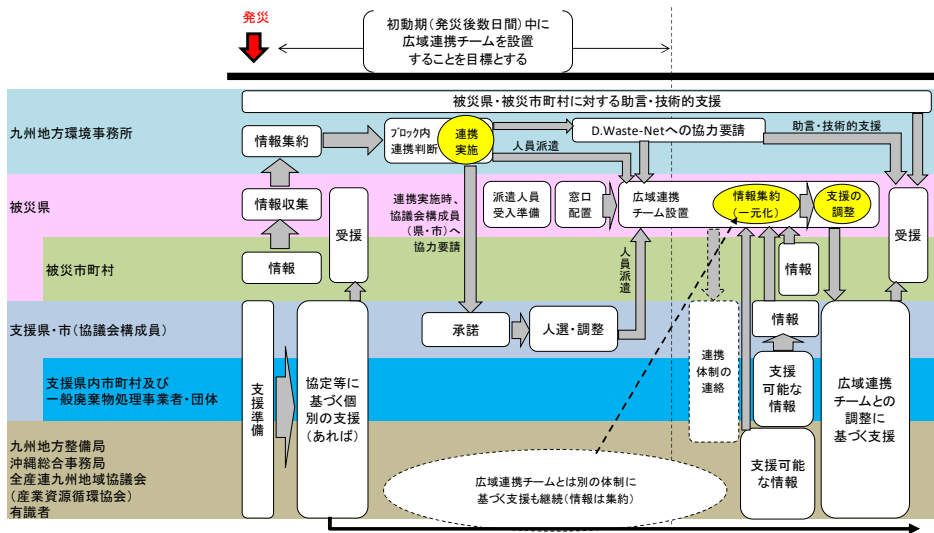 発災
初動期（発災後数日間）中に
広域連携チームを設置
することを目標とする
被災県・被災市町村に対する助言・技術的支援
九州地方環境事務所
情報集約
ブロック内
連携判断
連携
実施
D.Waste-Netへの協力要請
助言・技術的支援
人員派遣
被災県
情報収集
受援
連携実施時、
協議会構成員
（県・市）へ
協力要請
派遣人員
受入準備
窓口
配置
広域連携
チーム設置
情報集約
（一元化）
支援の
調整
受援
被災市町村
情報
人員派遣
情報
支援県・市（協議会構成員）
承諾
人選・調整
情報
支援県内市町村及び
一般廃棄物処理事業者・団体
支援準備
協定等に
基づく個
別の支援
（あれば）
連携
体制の
連絡
支援
可能な
情報
広域連携
チームとの
調整に
基づく支援
九州地方整備局
沖縄総合事務局
全産連九州地域協議会
（産業資源循環協会）
有識者
広域連携チームとは別の体制に
基づく支援も継続（情報は集約）
支援可能
な情報